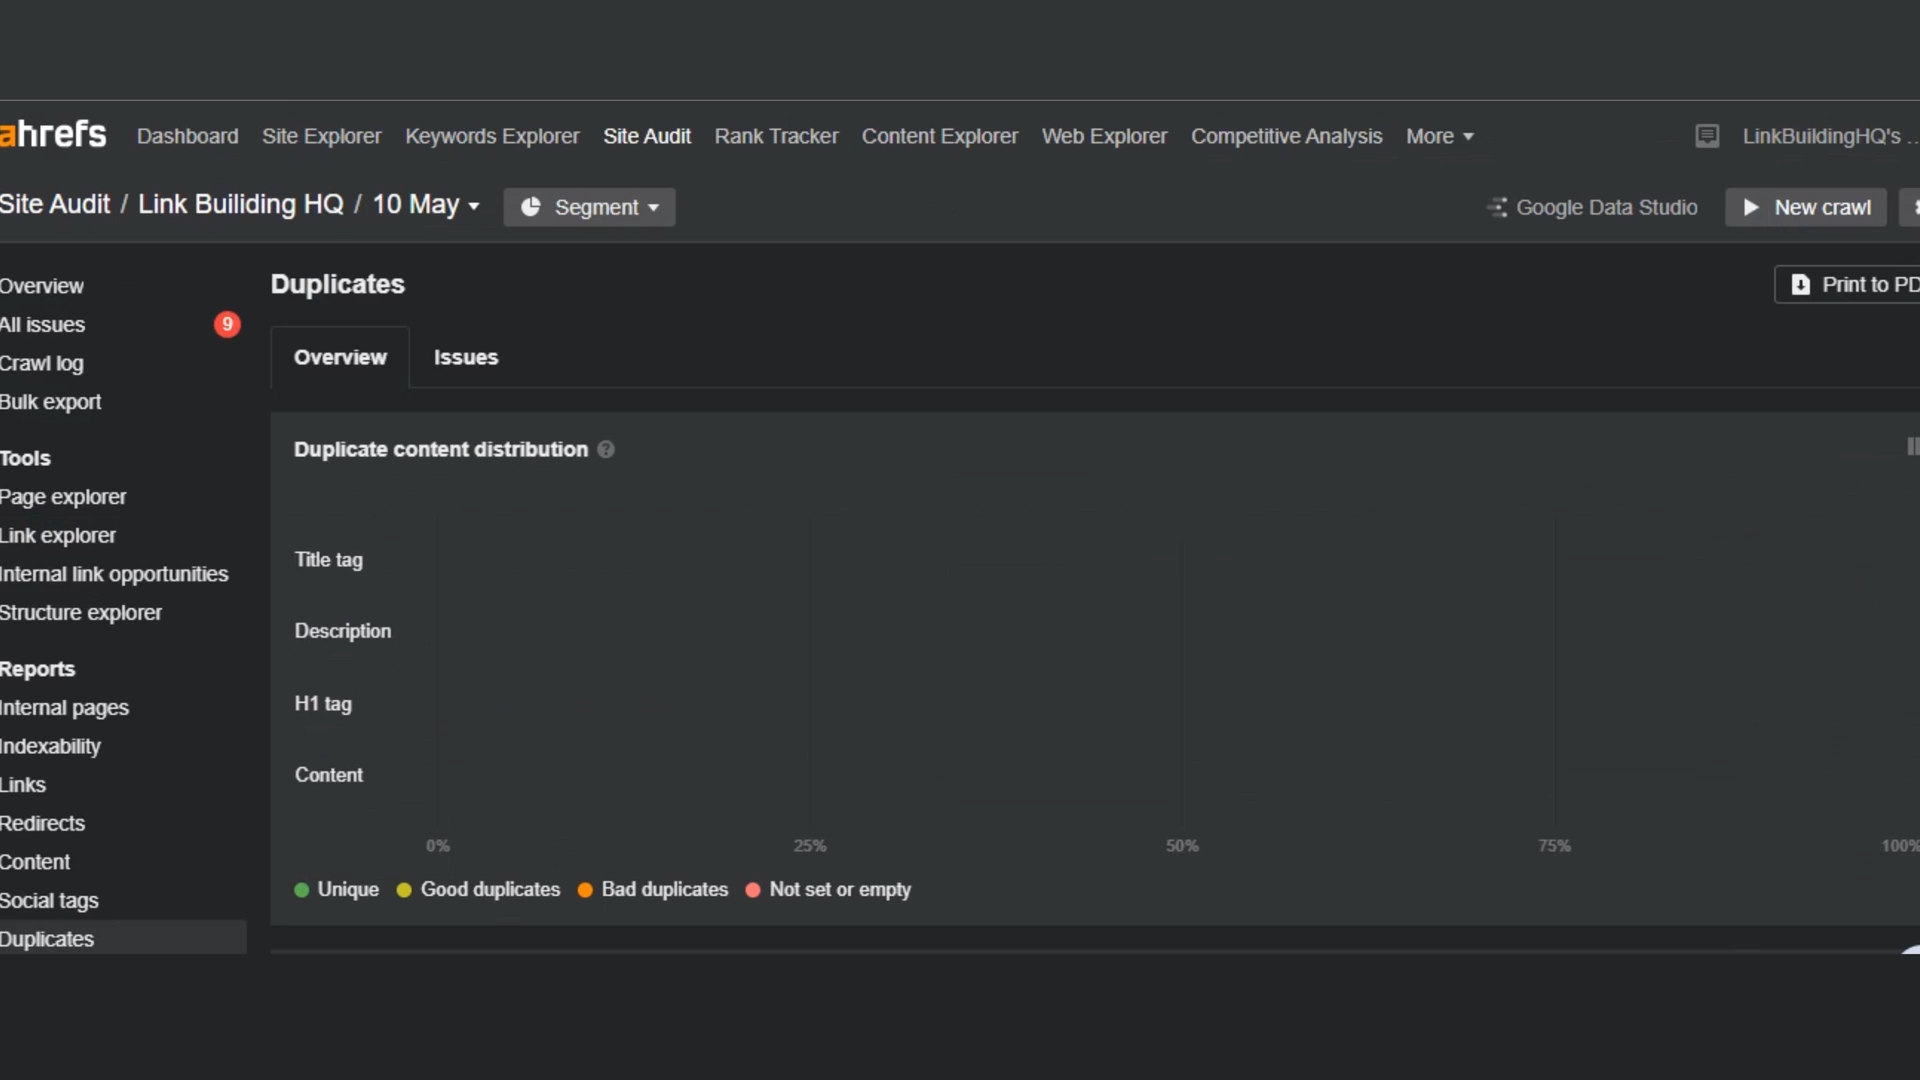 ahrefs Dashboard Site Explorer Keywords Explorer Site Audit Rank Tracker Content Explorer Web Explorer Competitive Analysis More LinkBuildingHQ's ...
Site Audit / Link Builiding HQ / 10 May Segment Google Data Studio New crawl
Overview
All issues 9
Crawl log
Bulk export
Tools
Page explorer
Link explorer
Internal link opportunities
Structure explorer
Reports
Internal pages
Indexability
Links
Redirects
Content
Social tags
Duplicates
Duplicates Print to PD
Overview Issues
Duplicate content distribution ?
Title tag
Description
H1 tag
Content
0% 25% 50% 75% 100%
Unique Good duplicates Bad duplicates Not set or empty